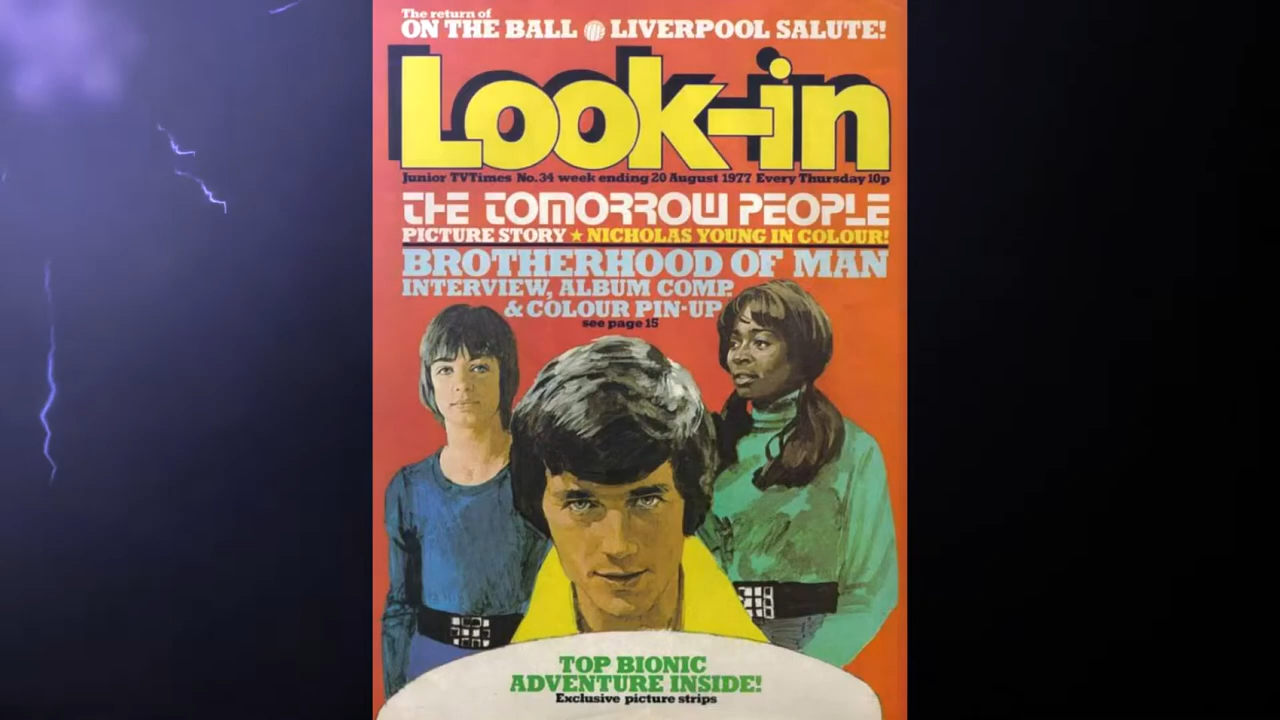 The return of
ON THE BALL LIVERPOOL SALUTE!
Look-in
Junior TVTimes No.34 week ending 20 August 1977 Every Thursday 10p
THE TOMORROW PEOPLE
PICTURE STORY ★ NICHOLAS YOUNG IN COLOUR!
BROTHERHOOD OF MAN
INTERVIEW, ALBUM COMP.
& COLOUR PIN-UP
see page 15
TOP BIONIC
ADVENTURE INSIDE!
Exclusive picture strips